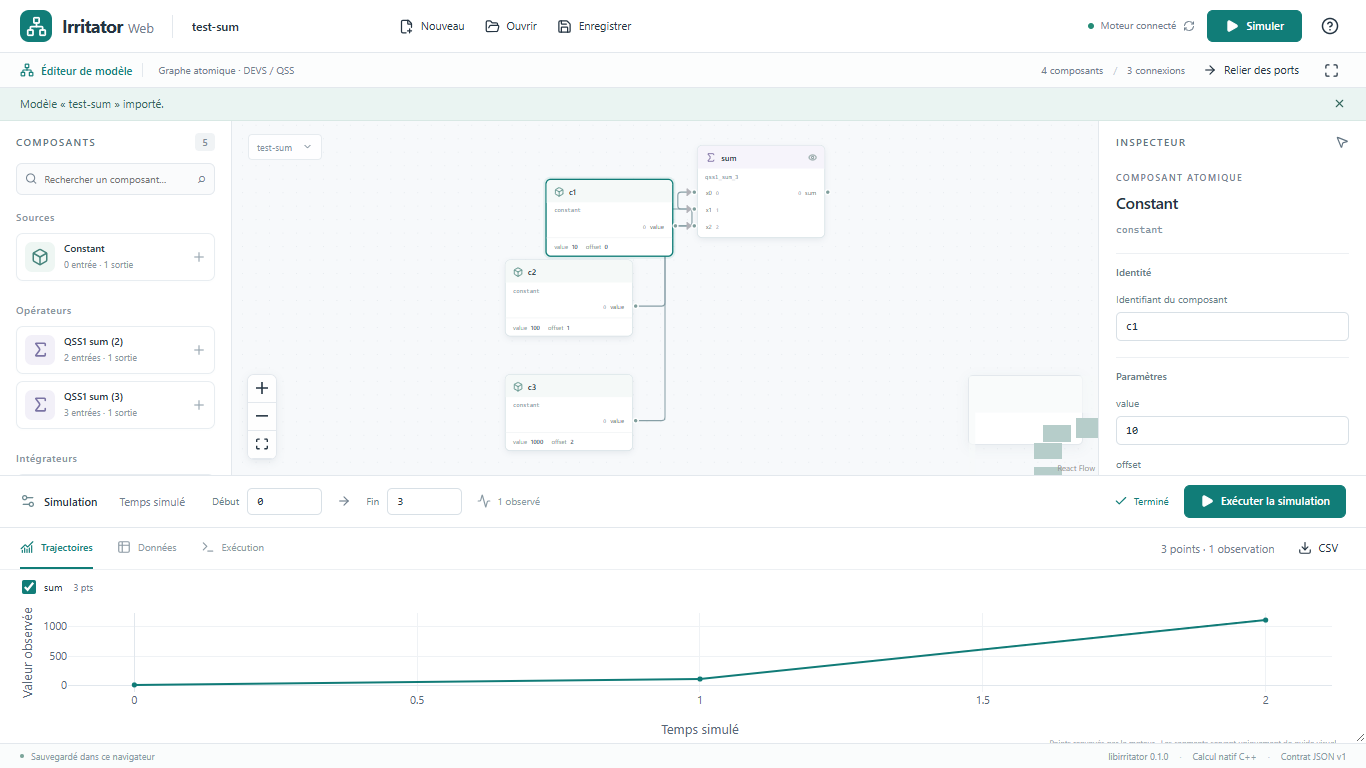 Irritator Web
test-sum
Nouveau
Ouvrir
Enregistrer
Moteur connecté
Simuler
Éditeur de modèle
Graphe atomique · DEVS / QSS
4 composants / 3 connexions
Relier des ports
Modèle « test-sum » importé.
COMPOSANTS
5
Rechercher un composant...
Sources
Constant
0 entrée · 1 sortie
Opérateurs
QSS1 sum (2)
2 entrées · 1 sortie
QSS1 sum (3)
3 entrées · 1 sortie
Intégrateurs
test-sum
c1
constant
0 value
value 10 offset 0
c2
constant
0 value
value 100 offset 1
c3
constant
0 value
value 1000 offset 2
sum
qss1_sum_3
x0 0
0 sum
x1 1
x2 2
React Flow
INSPECTEUR
COMPOSANT ATOMIQUE
Constant
constant
Identité
Identifiant du composant
c1
Paramètres
value
10
offset
Simulation
Temps simulé
Début
0
Fin
3
1 observé
Terminé
Exécuter la simulation
Trajectoires
Données
Exécution
3 points · 1 observation
CSV
sum 3 pts
Valeur observée
1000
500
0
0
0.5
1
1.5
2
Temps simulé
Sauvegardé dans ce navigateur
libirritator 0.1.0 · Calcul natif C++ · Contrat JSON v1